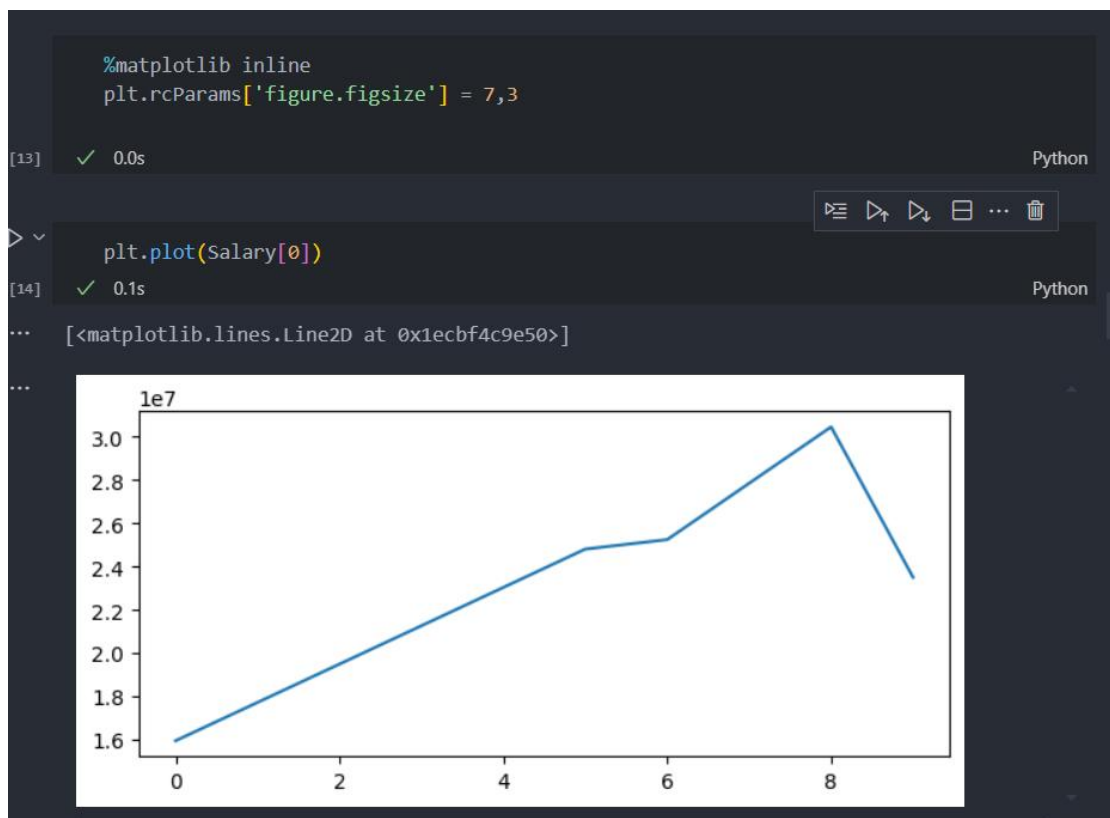 %matplotlib inline
plt.rcParams['figure.figsize'] = 7,3
[13] 0.0s Python
plt.plot(Salary[0])
[14] 0.1s Python
... [<matplotlib.lines.Line2D at 0x1ecbf4c9e50>]
...
1e7
3.0
2.8
2.6
2.4
2.2
2.0
1.8
1.6
0 2 4 6 8